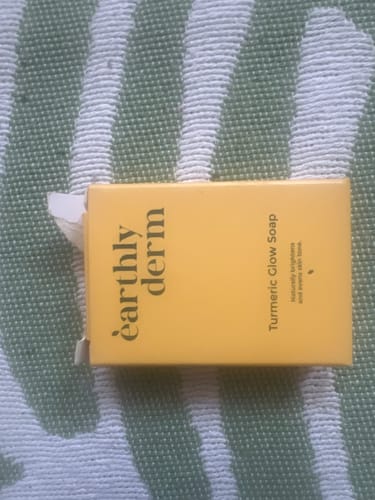 èarthly
derm
Turmeric Glow Soap
Naturally brightens
and evens skin tone.